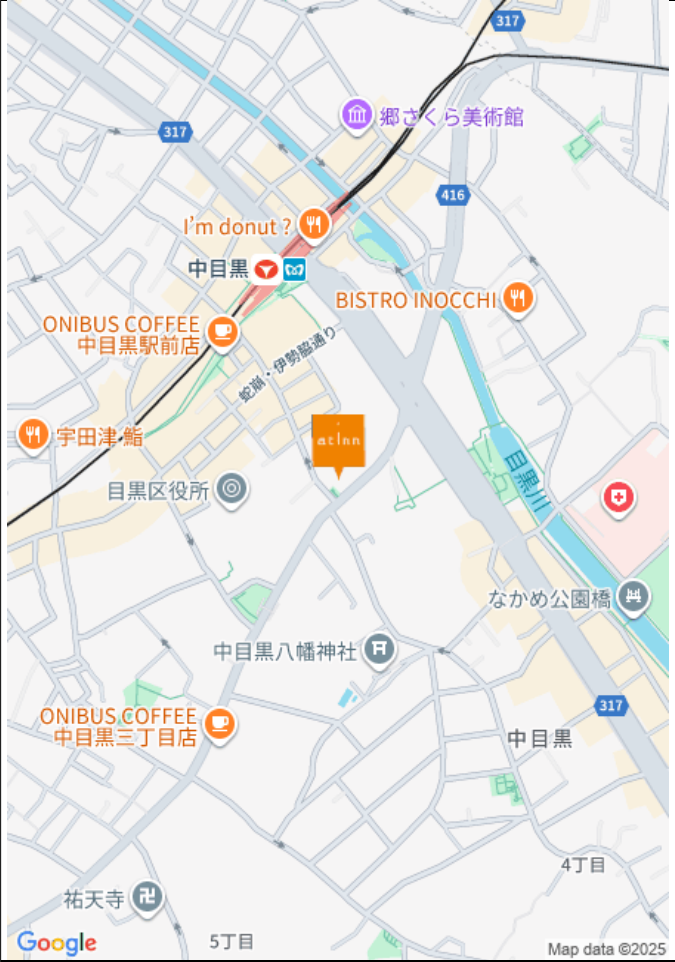 317
郷さくら美術館
317
416
I'm donut ?
中目黒
BISTRO INOCCHI
ONIBUS COFFEE
中目黒駅前店
蛇崩・伊勢脇通り
at inn
宇田津 鮨
目黒区役所
目黒川
なかめ公園橋
中目黒八幡神社
317
ONIBUS COFFEE
中目黒三丁目店
中目黒
4丁目
祐天寺
5丁目
Google
Map data ©2025